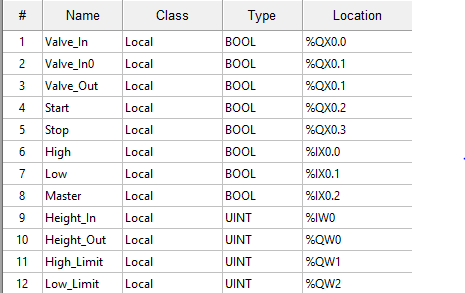 # Name Class Type Location
1 Valve_In Local BOOL %QX0.0
2 Valve_In0 Local BOOL %QX0.1
3 Valve_Out Local BOOL %QX0.1
4 Start Local BOOL %QX0.2
5 Stop Local BOOL %QX0.3
6 High Local BOOL %IX0.0
7 Low Local BOOL %IX0.1
8 Master Local BOOL %IX0.2
9 Height_In Local UINT %IW0
10 Height_Out Local UINT %QW0
11 High_Limit Local UINT %QW1
12 Low_Limit Local UINT %QW2